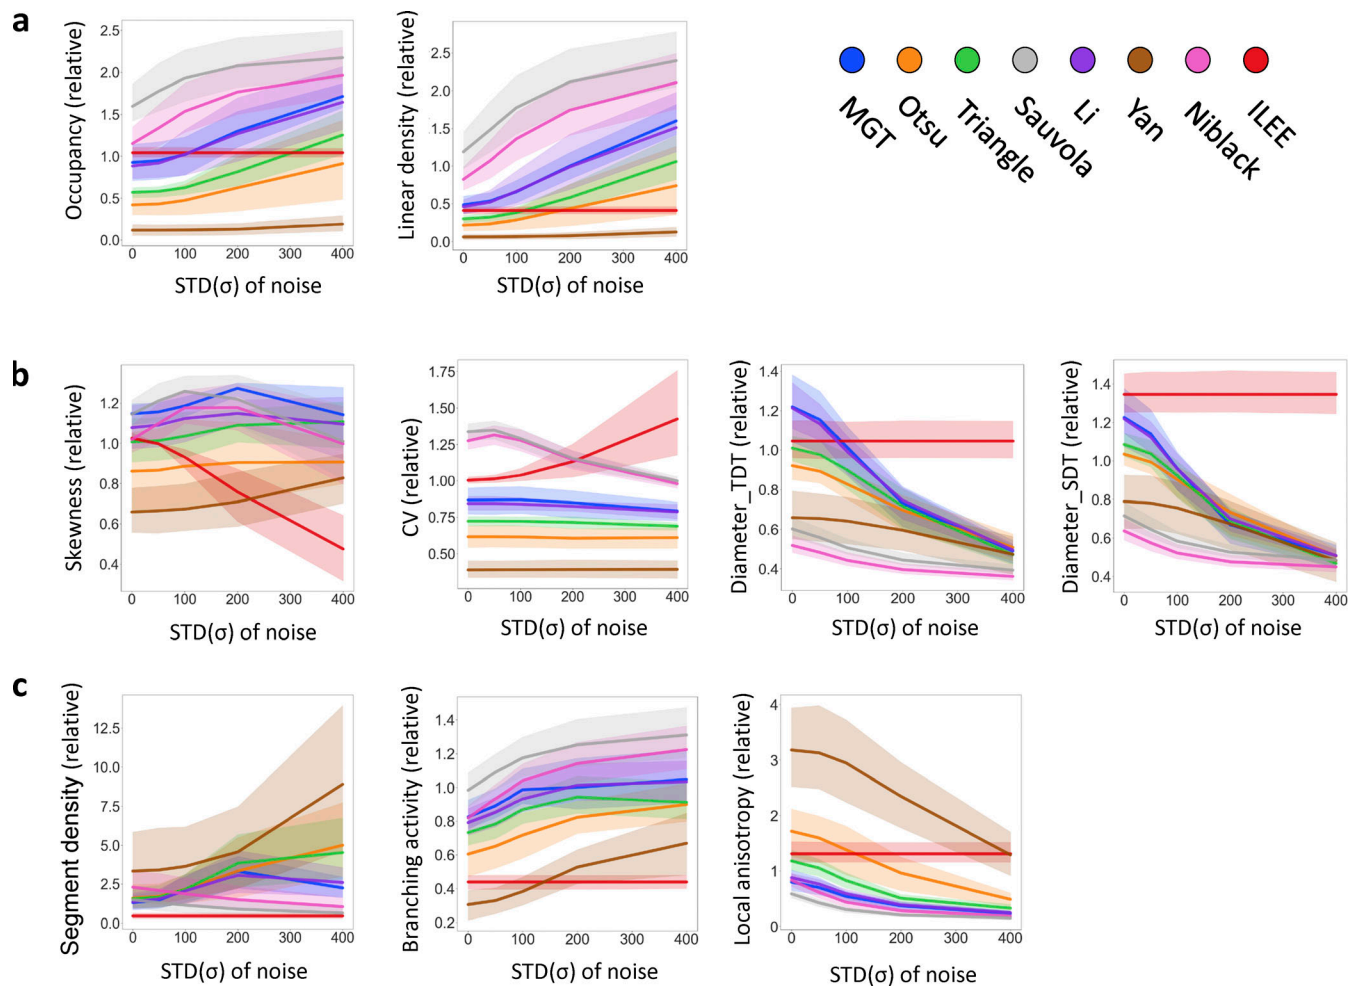 a
Occupancy (relative)
2.5
2.0
1.5
1.0
0.5
0.0
0 100 200 300 400
STD(σ) of noise
Linear density (relative)
2.5
2.0
1.5
1.0
0.5
0.0
0 100 200 300 400
STD(σ) of noise
MGT
Otsu
Triangle
Sauvola
Li
Yan
Niblack
ILEE
b
Skewness (relative)
1.2
1.0
0.8
0.6
0.4
0 100 200 300 400
STD(σ) of noise
CV (relative)
1.75
1.50
1.25
1.00
0.75
0.50
0 100 200 300 400
STD(σ) of noise
Diameter_TDT (relative)
1.4
1.2
1.0
0.8
0.6
0.4
0 100 200 300 400
STD(σ) of noise
Diameter_SDT (relative)
1.4
1.2
1.0
0.8
0.6
0.4
0 100 200 300 400
STD(σ) of noise
c
Segment density (relative)
12.5
10.0
7.5
5.0
2.5
0.0
0 100 200 300 400
STD(σ) of noise
Branching activity (relative)
1.4
1.2
1.0
0.8
0.6
0.4
0.2
0 100 200 300 400
STD(σ) of noise
Local anisotropy (relative)
4
3
2
1
0
0 100 200 300 400
STD(σ) of noise